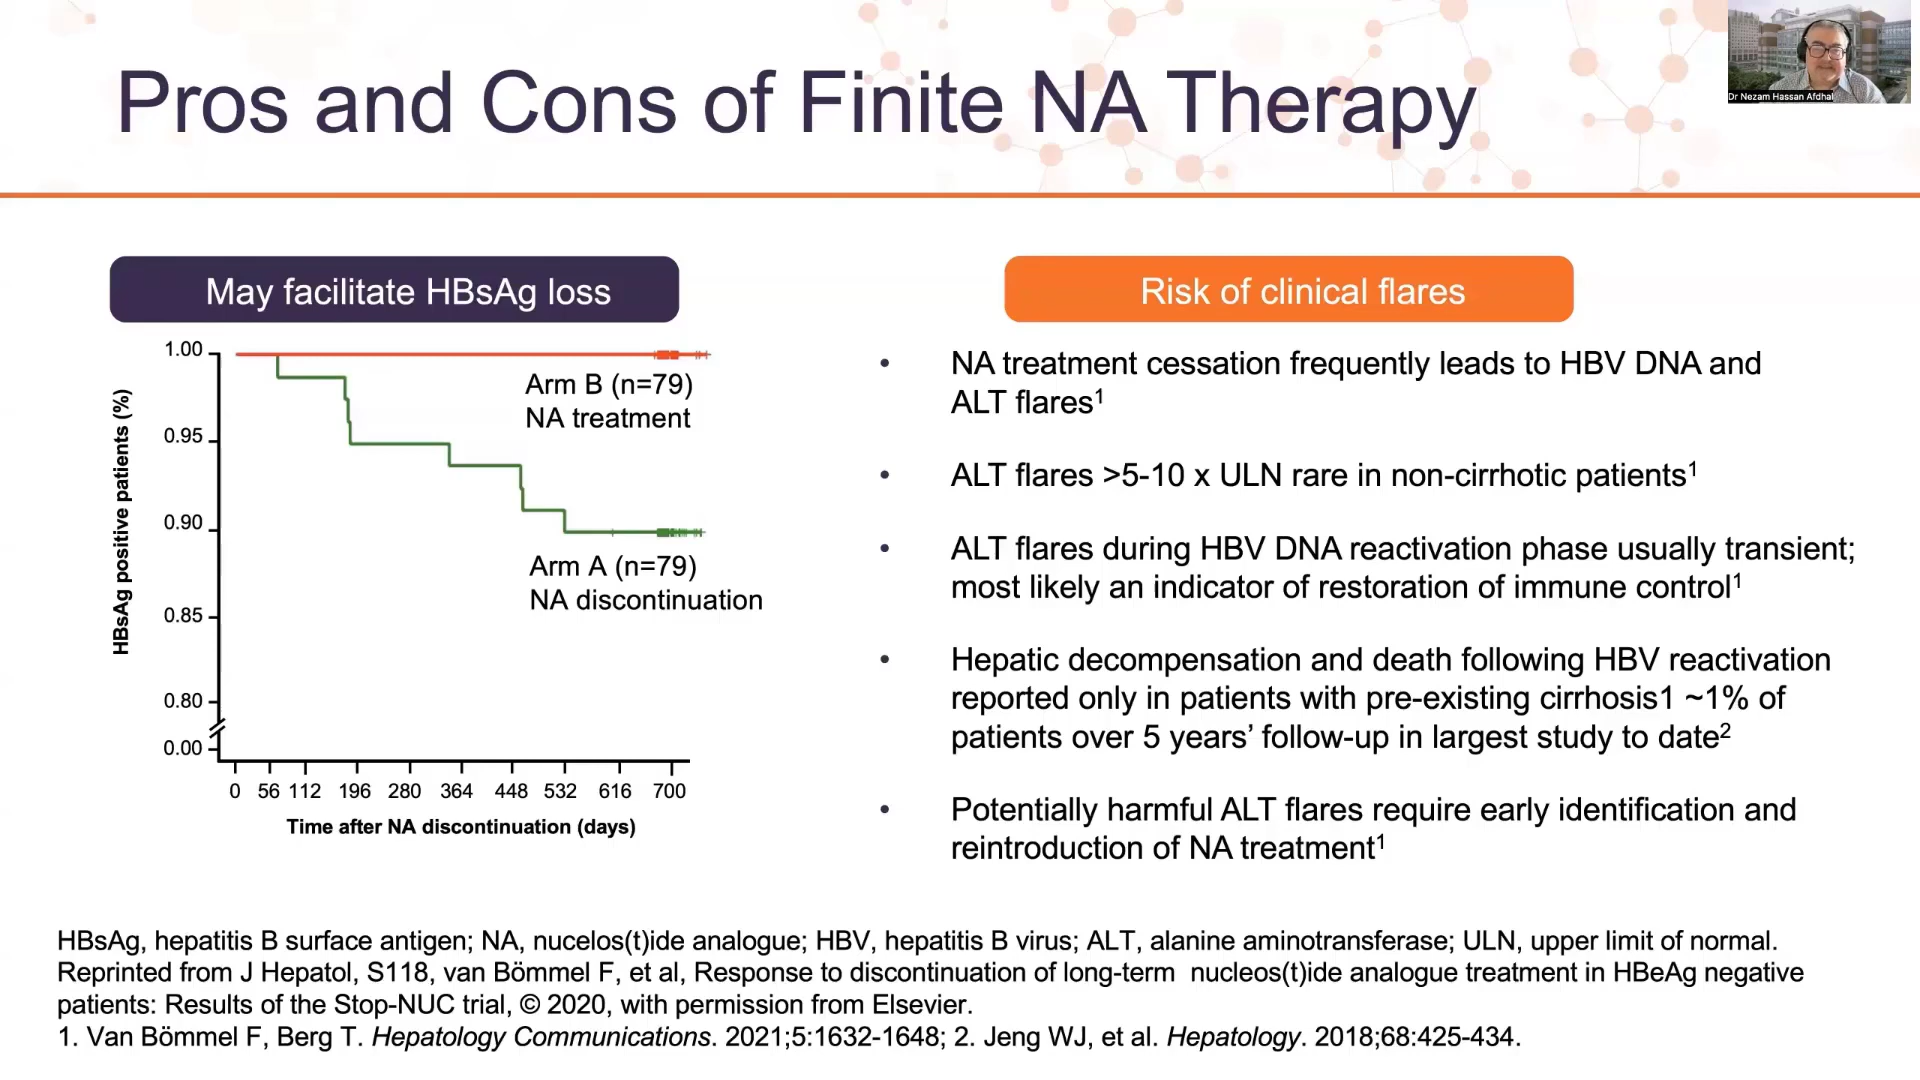 Pros and Cons of Finite NA Therapy
Dr Nezam Hassan Afdhal
May facilitate HBsAg loss
HBsAg positive patients (%)
1.00
0.95
0.90
0.85
0.80
0.00
Arm B (n=79)
NA treatment
Arm A (n=79)
NA discontinuation
0 56 112 196 280 364 448 532 616 700
Time after NA discontinuation (days)
Risk of clinical flares
• NA treatment cessation frequently leads to HBV DNA and
ALT flares¹
• ALT flares >5-10 x ULN rare in non-cirrhotic patients¹
• ALT flares during HBV DNA reactivation phase usually transient;
most likely an indicator of restoration of immune control¹
• Hepatic decompensation and death following HBV reactivation
reported only in patients with pre-existing cirrhosis1 ~1% of
patients over 5 years’ follow-up in largest study to date²
• Potentially harmful ALT flares require early identification and
reintroduction of NA treatment¹
HBsAg, hepatitis B surface antigen; NA, nucelos(t)ide analogue; HBV, hepatitis B virus; ALT, alanine aminotransferase; ULN, upper limit of normal.
Reprinted from J Hepatol, S118, van Bömmel F, et al, Response to discontinuation of long-term nucleos(t)ide analogue treatment in HBeAg negative
patients: Results of the Stop-NUC trial, © 2020, with permission from Elsevier.
1. Van Bömmel F, Berg T. Hepatology Communications. 2021;5:1632-1648; 2. Jeng WJ, et al. Hepatology. 2018;68:425-434.